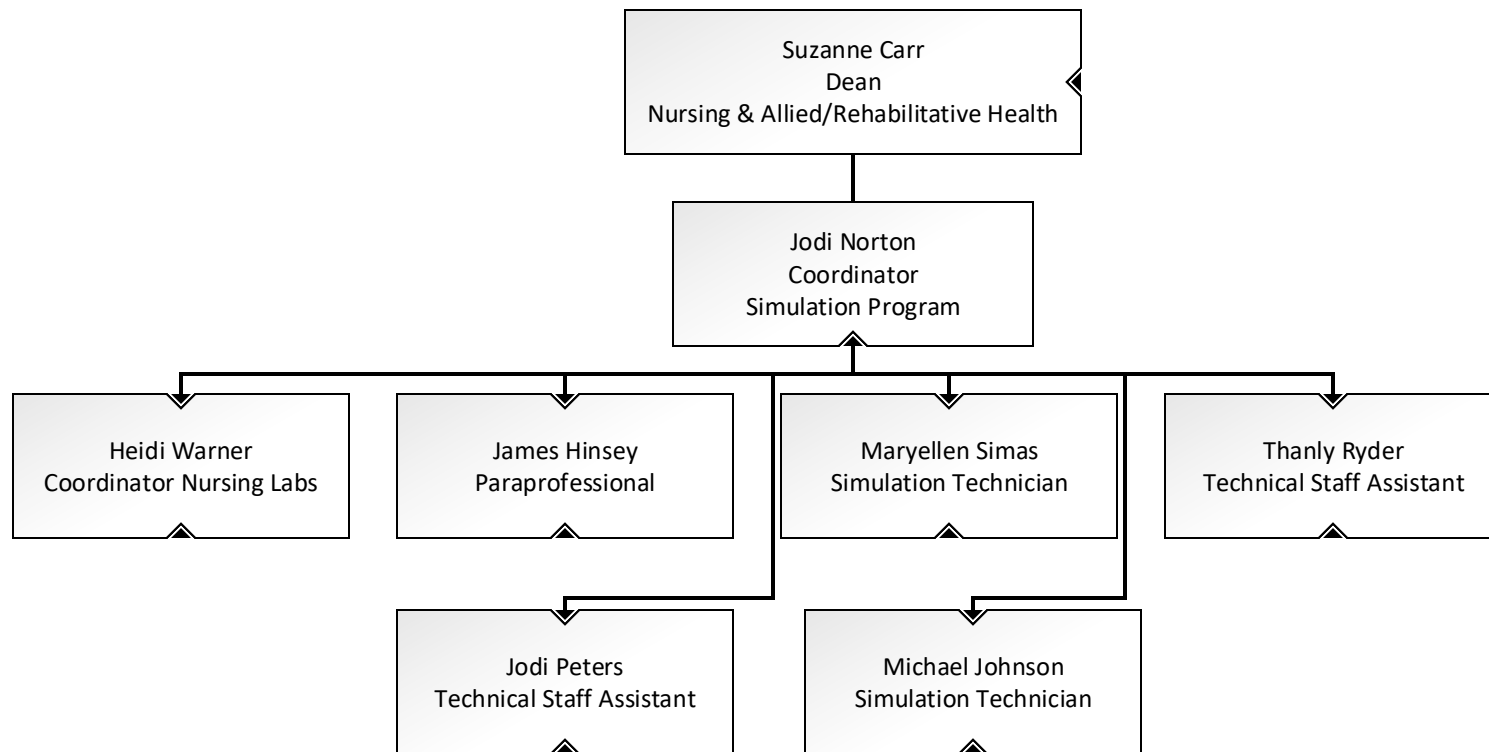 Suzanne Carr
Dean
Nursing & Allied/Rehabilitative Health
Jodi Norton
Coordinator
Simulation Program
Heidi Warner
Coordinator Nursing Labs
James Hinsey
Paraprofessional
Maryellen Simas
Simulation Technician
Thanly Ryder
Technical Staff Assistant
Jodi Peters
Technical Staff Assistant
Michael Johnson
Simulation Technician